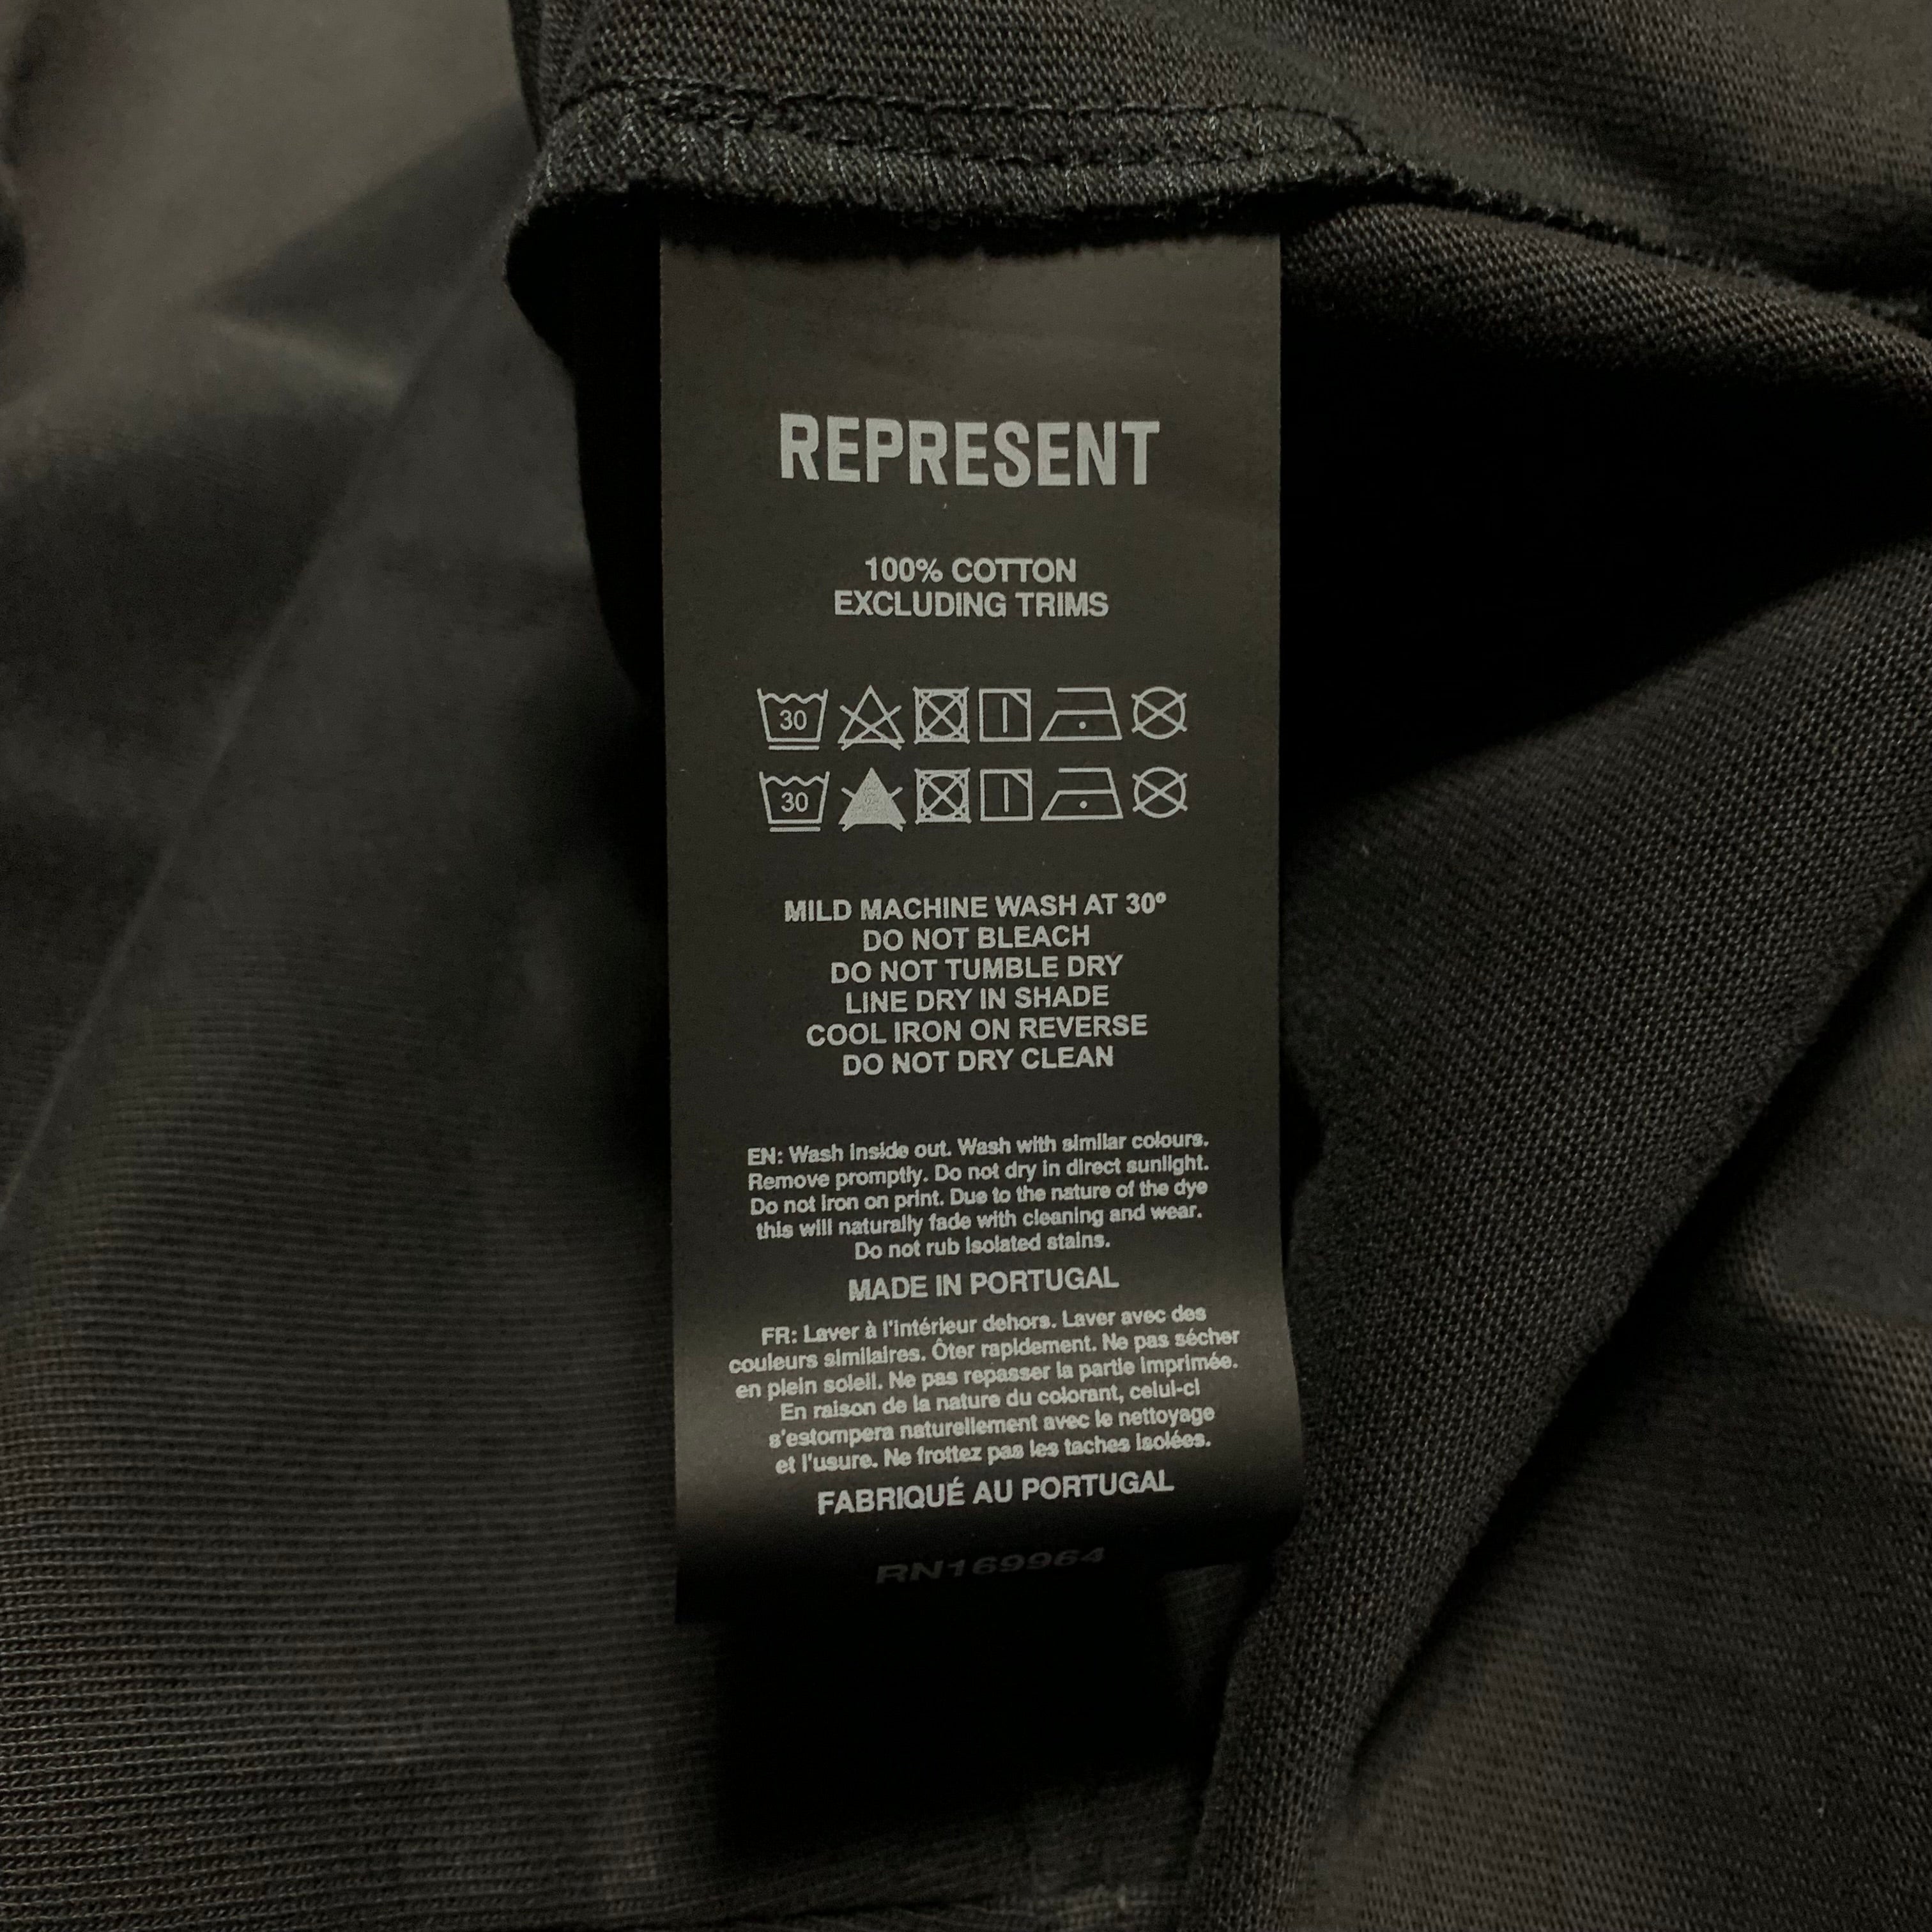 REPRESENT
100% COTTON
EXCLUDING TRIMS
30
30
MILD MACHINE WASH AT 30º
DO NOT BLEACH
DO NOT TUMBLE DRY
LINE DRY IN SHADE
COOL IRON ON REVERSE
DO NOT DRY CLEAN
EN: Wash inside out. Wash with similar colours.
Remove promptly. Do not dry in direct sunlight.
Do not iron on print. Due to the nature of the dye
this will naturally fade with cleaning and wear.
Do not rub isolated stains.
MADE IN PORTUGAL
FR: Laver à l'intérieur dehors. Laver avec des
couleurs similaires. Ôter rapidement. Ne pas sécher
en plein soleil. Ne pas repasser la partie imprimée.
En raison de la nature du colorant, celui-ci
s'estompera naturellement avec le nettoyage
et l'usure. Ne frottez pas les taches isolées.
FABRIQUÉ AU PORTUGAL
RN169964